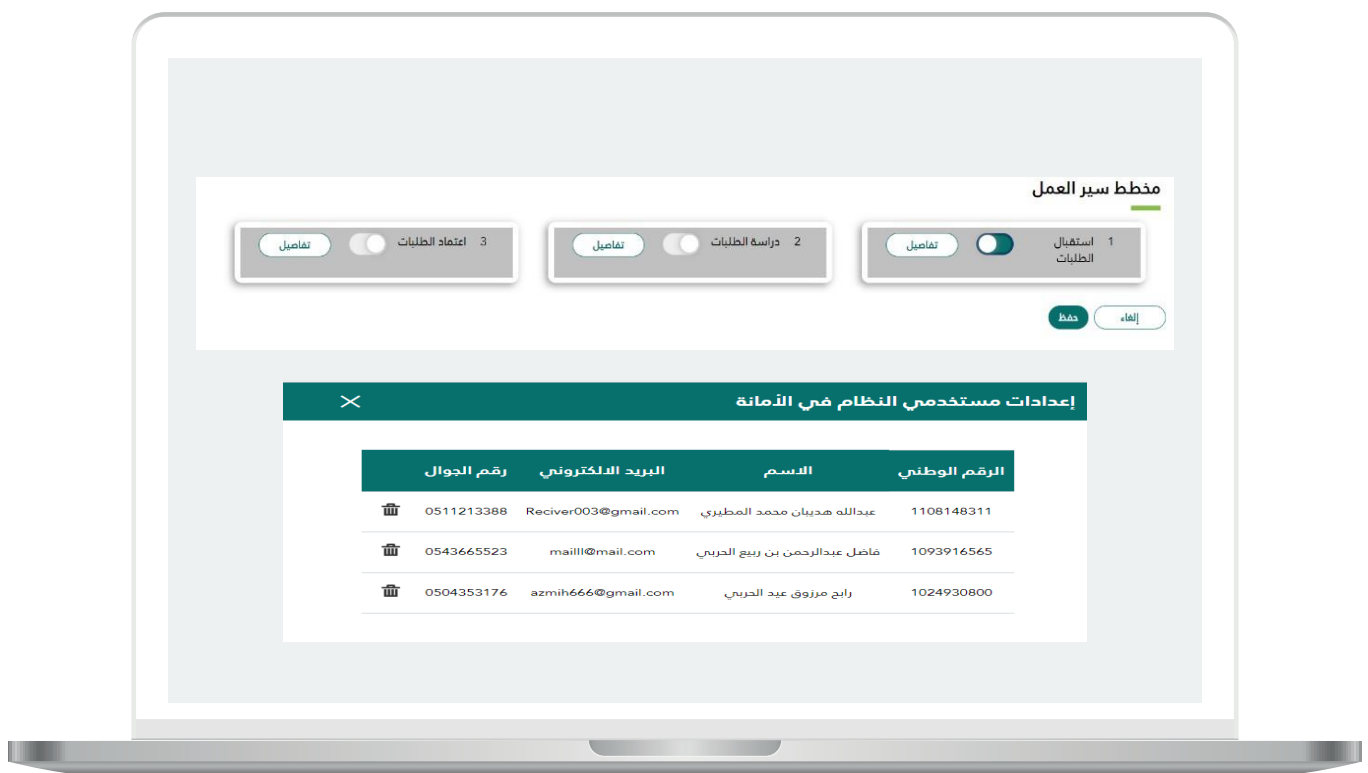 مخطط سير العمل
1 استقبال الطلبات تفاصيل
2 دراسة الطلبات تفاصيل
3 اعتماد الطلبات تفاصيل
إلغاء حفظ
إعدادات مستخدمي النظام في الأمانة
الرقم الوطني الاسم البريد الالكتروني رقم الجوال
1108148311 عبدالله هديبان محمد المطيري Reciver003@gmail.com 0511213388
1093916565 فاضل عبدالرحمن بن ربيع الحربي mailll@mail.com 0543665523
1024930800 رابح مرزوق عيد الحربي azmih666@gmail.com 0504353176